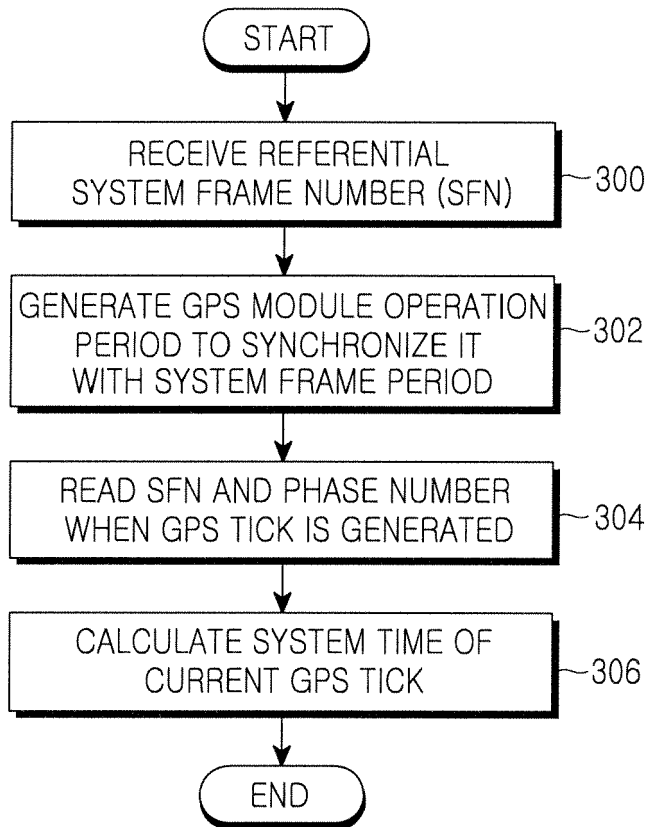 START
RECEIVE REFERENTIAL
SYSTEM FRAME NUMBER (SFN)
300
GENERATE GPS MODULE OPERATION
PERIOD TO SYNCHRONIZE IT
WITH SYSTEM FRAME PERIOD
302
READ SFN AND PHASE NUMBER
WHEN GPS TICK IS GENERATED
304
CALCULATE SYSTEM TIME OF
CURRENT GPS TICK
306
END